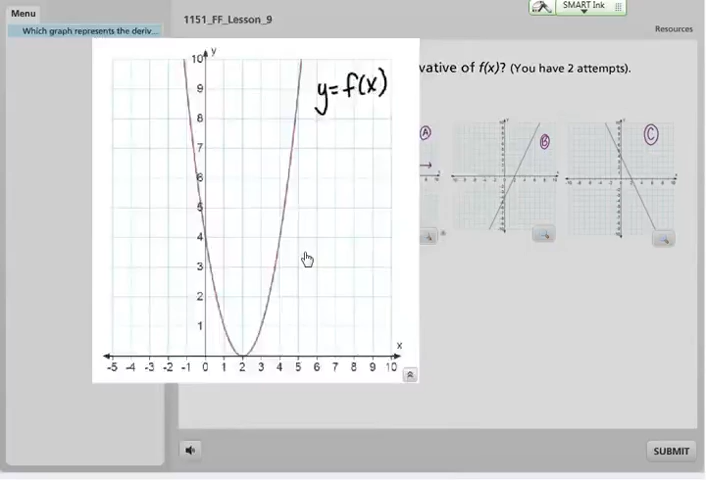 Menu
1151_FF_Lesson_9
SMART Ink
Which graph represents the deriv...
Resources
vative of f(x)? (You have 2 attempts).
y
y=f(x)
10
9
8
7
6
5
4
3
2
1
x
-5 -4 -3 -2 -1 0 1 2 3 4 5 6 7 8 9 10
A
B
C
SUBMIT